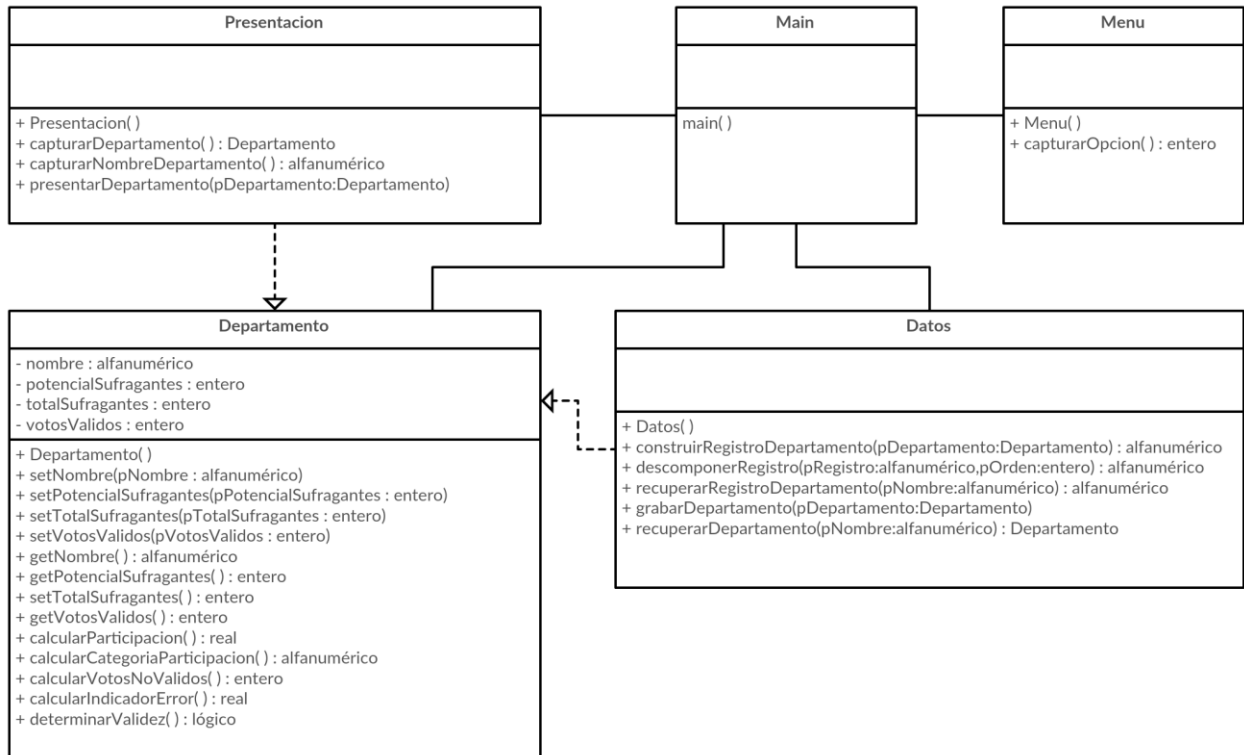 Presentacion
+ Presentacion( )
+ capturarDepartamento( ) : Departamento
+ capturarNombreDepartamento( ) : alfanumérico
+ presentarDepartamento(pDepartamento:Departamento)
Main
main( )
Menu
+ Menu( )
+ capturarOpcion( ) : entero
Departamento
- nombre : alfanumérico
- potencialSufragantes : entero
- totalSufragantes : entero
- votosValidos : entero
+ Departamento( )
+ setNombre(pNombre : alfanumérico)
+ setPotencialSufragantes(pPotencialSufragantes : entero)
+ setTotalSufragantes(pTotalSufragantes : entero)
+ setVotosValidos(pVotosValidos : entero)
+ getNombre( ) : alfanumérico
+ getPotencialSufragantes( ) : entero
+ setTotalSufragantes( ) : entero
+ getVotosValidos( ) : entero
+ calcularParticipacion( ) : real
+ calcularCategoriaParticipacion( ) : alfanumérico
+ calcularVotosNoValidos( ) : entero
+ calcularIndicadorError( ) : real
+ determinarValidez( ) : lógico
Datos
+ Datos( )
+ construirRegistroDepartamento(pDepartamento:Departamento) : alfanumérico
+ descomponerRegistro(pRegistro:alfanumérico,pOrden:entero) : alfanumérico
+ recuperarRegistroDepartamento(pNombre:alfanumérico) : alfanumérico
+ grabarDepartamento(pDepartamento:Departamento)
+ recuperarDepartamento(pNombre:alfanumérico) : Departamento